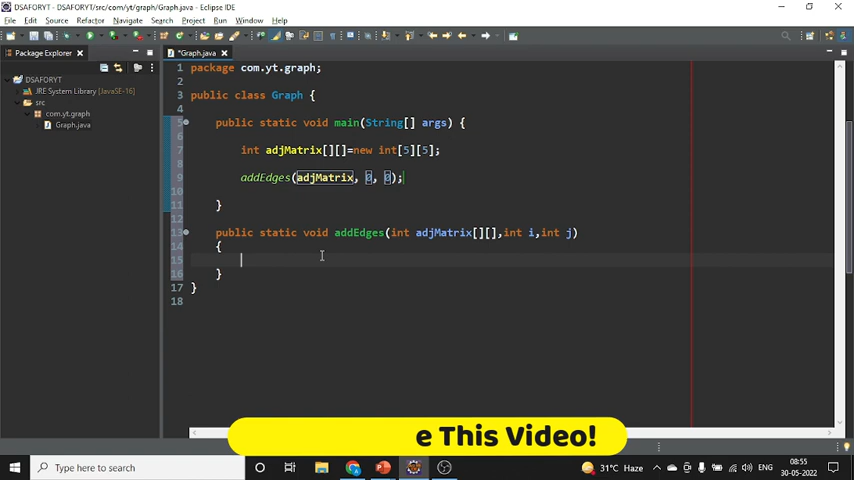 DSAFORYT/src/com/yt/graph/Graph.java - Eclipse IDE
File Edit Source Refactor Navigate Search Project Run Window Help
Package Explorer
*Graph.java
DSAFORYT
JRE System Library [JavaSE-16]
src
com.yt.graph
Graph.java
1 package com.yt.graph;
2
3 public class Graph {
4
5 public static void main(String[] args) {
6
7 int adjMatrix[][]=new int[5][5];
8
9 addEdges(adjMatrix, 0, 0);
10
11 }
12
13 public static void addEdges(int adjMatrix[][],int i,int j)
14 {
15
16 }
17 }
18
e This Video!
Type here to search
31°C Haze
ENG
08:55
30-05-2022